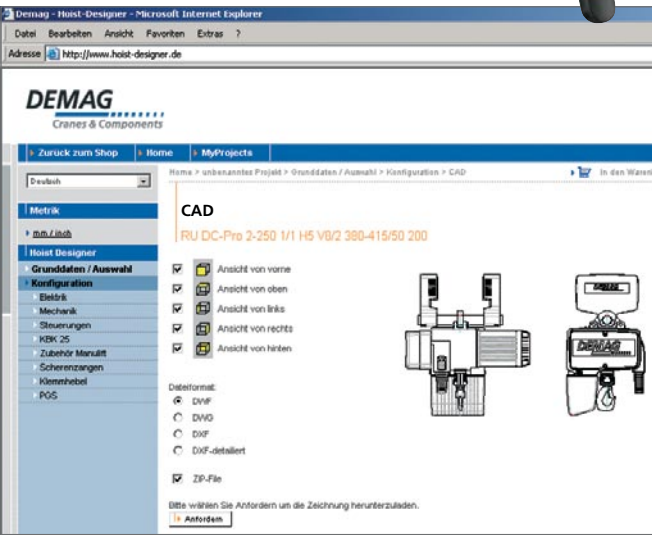 Demag - Hoist-Designer - Microsoft Internet Explorer
Datei Bearbeiten Ansicht Favoriten Extras ?
Adresse http://www.hoist-designer.de
DEMAG
Cranes & Components
Zurück zum Shop Home MyProjects
Deutsch
Home > unbenanntes Projekt > Grunddaten / Auswahl > Konfiguration > CAD
in den Waren
Metrik
mm / inch
Hoist Designer
Grunddaten / Auswahl
Konfiguration
Elektrik
Mechanik
Steuerungen
KBK 25
Zubehör Manulift
Scherenzangen
Klemmhebel
PGS
CAD
RU DC-Pro 2-250 1/1 H5 V8/2 380-415/50 200
Ansicht von vorne
Ansicht von oben
Ansicht von links
Ansicht von rechts
Ansicht von hinten
DEMAG
Dateiformat:
DWF
DWG
DXF
DXF-detailiert
ZIP-File
Bitte wählen Sie Anfordern um die Zeichnung herunterzuladen.
Anfordern